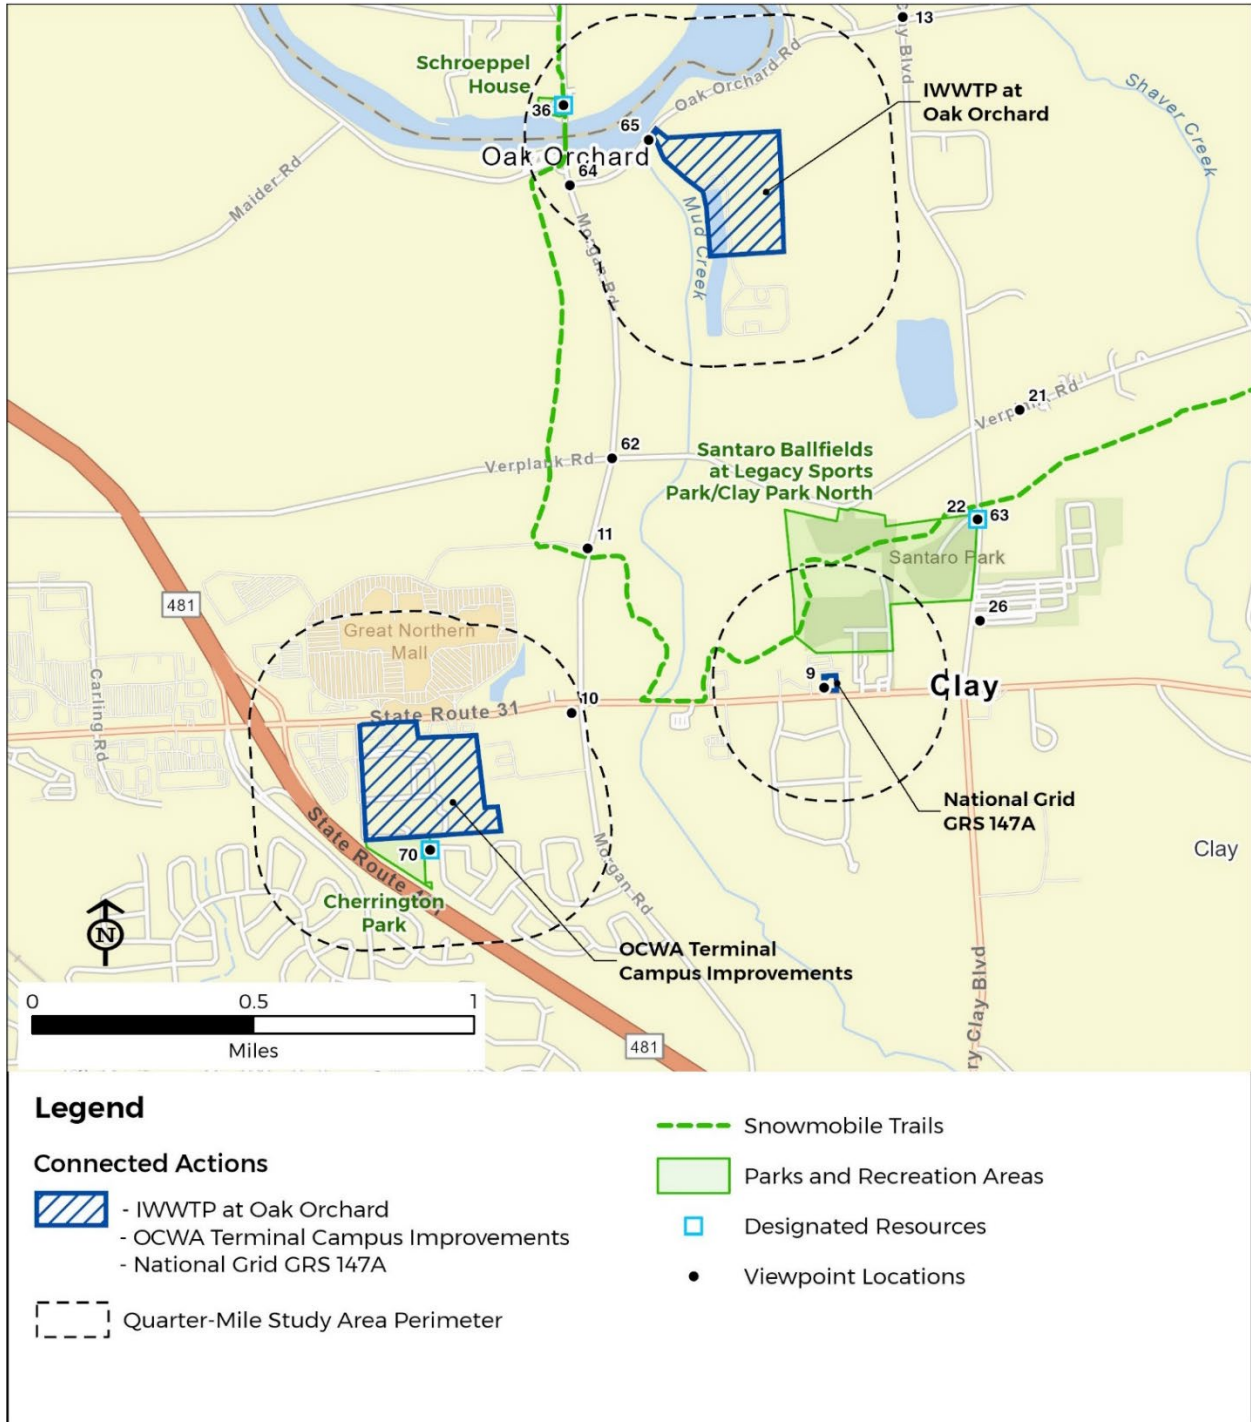 13
Schroeppel
House
36
65
Oak Orchard Rd
IWWTP at
Oak Orchard
Shaver Creek
Oak Orchard
64
Maider Rd
Morgan Rd
Mud Creek
21
Verplank Rd
62
Verplank Rd
Santaro Ballfields
at Legacy Sports
Park/Clay Park North
22
63
11
Santaro Park
481
26
Great Northern
Mall
Carling Rd
9
Clay
10
State Route 31
National Grid
GRS 147A
State Route
70
Morgan Rd
Clay
Cherrington
Park
N
OCWA Terminal
Campus Improvements
ry Clay Blvd
0 0.5 1
Miles
481
Legend
Connected Actions
- IWWTP at Oak Orchard
- OCWA Terminal Campus Improvements
- National Grid GRS 147A
Quarter-Mile Study Area Perimeter
Snowmobile Trails
Parks and Recreation Areas
Designated Resources
Viewpoint Locations